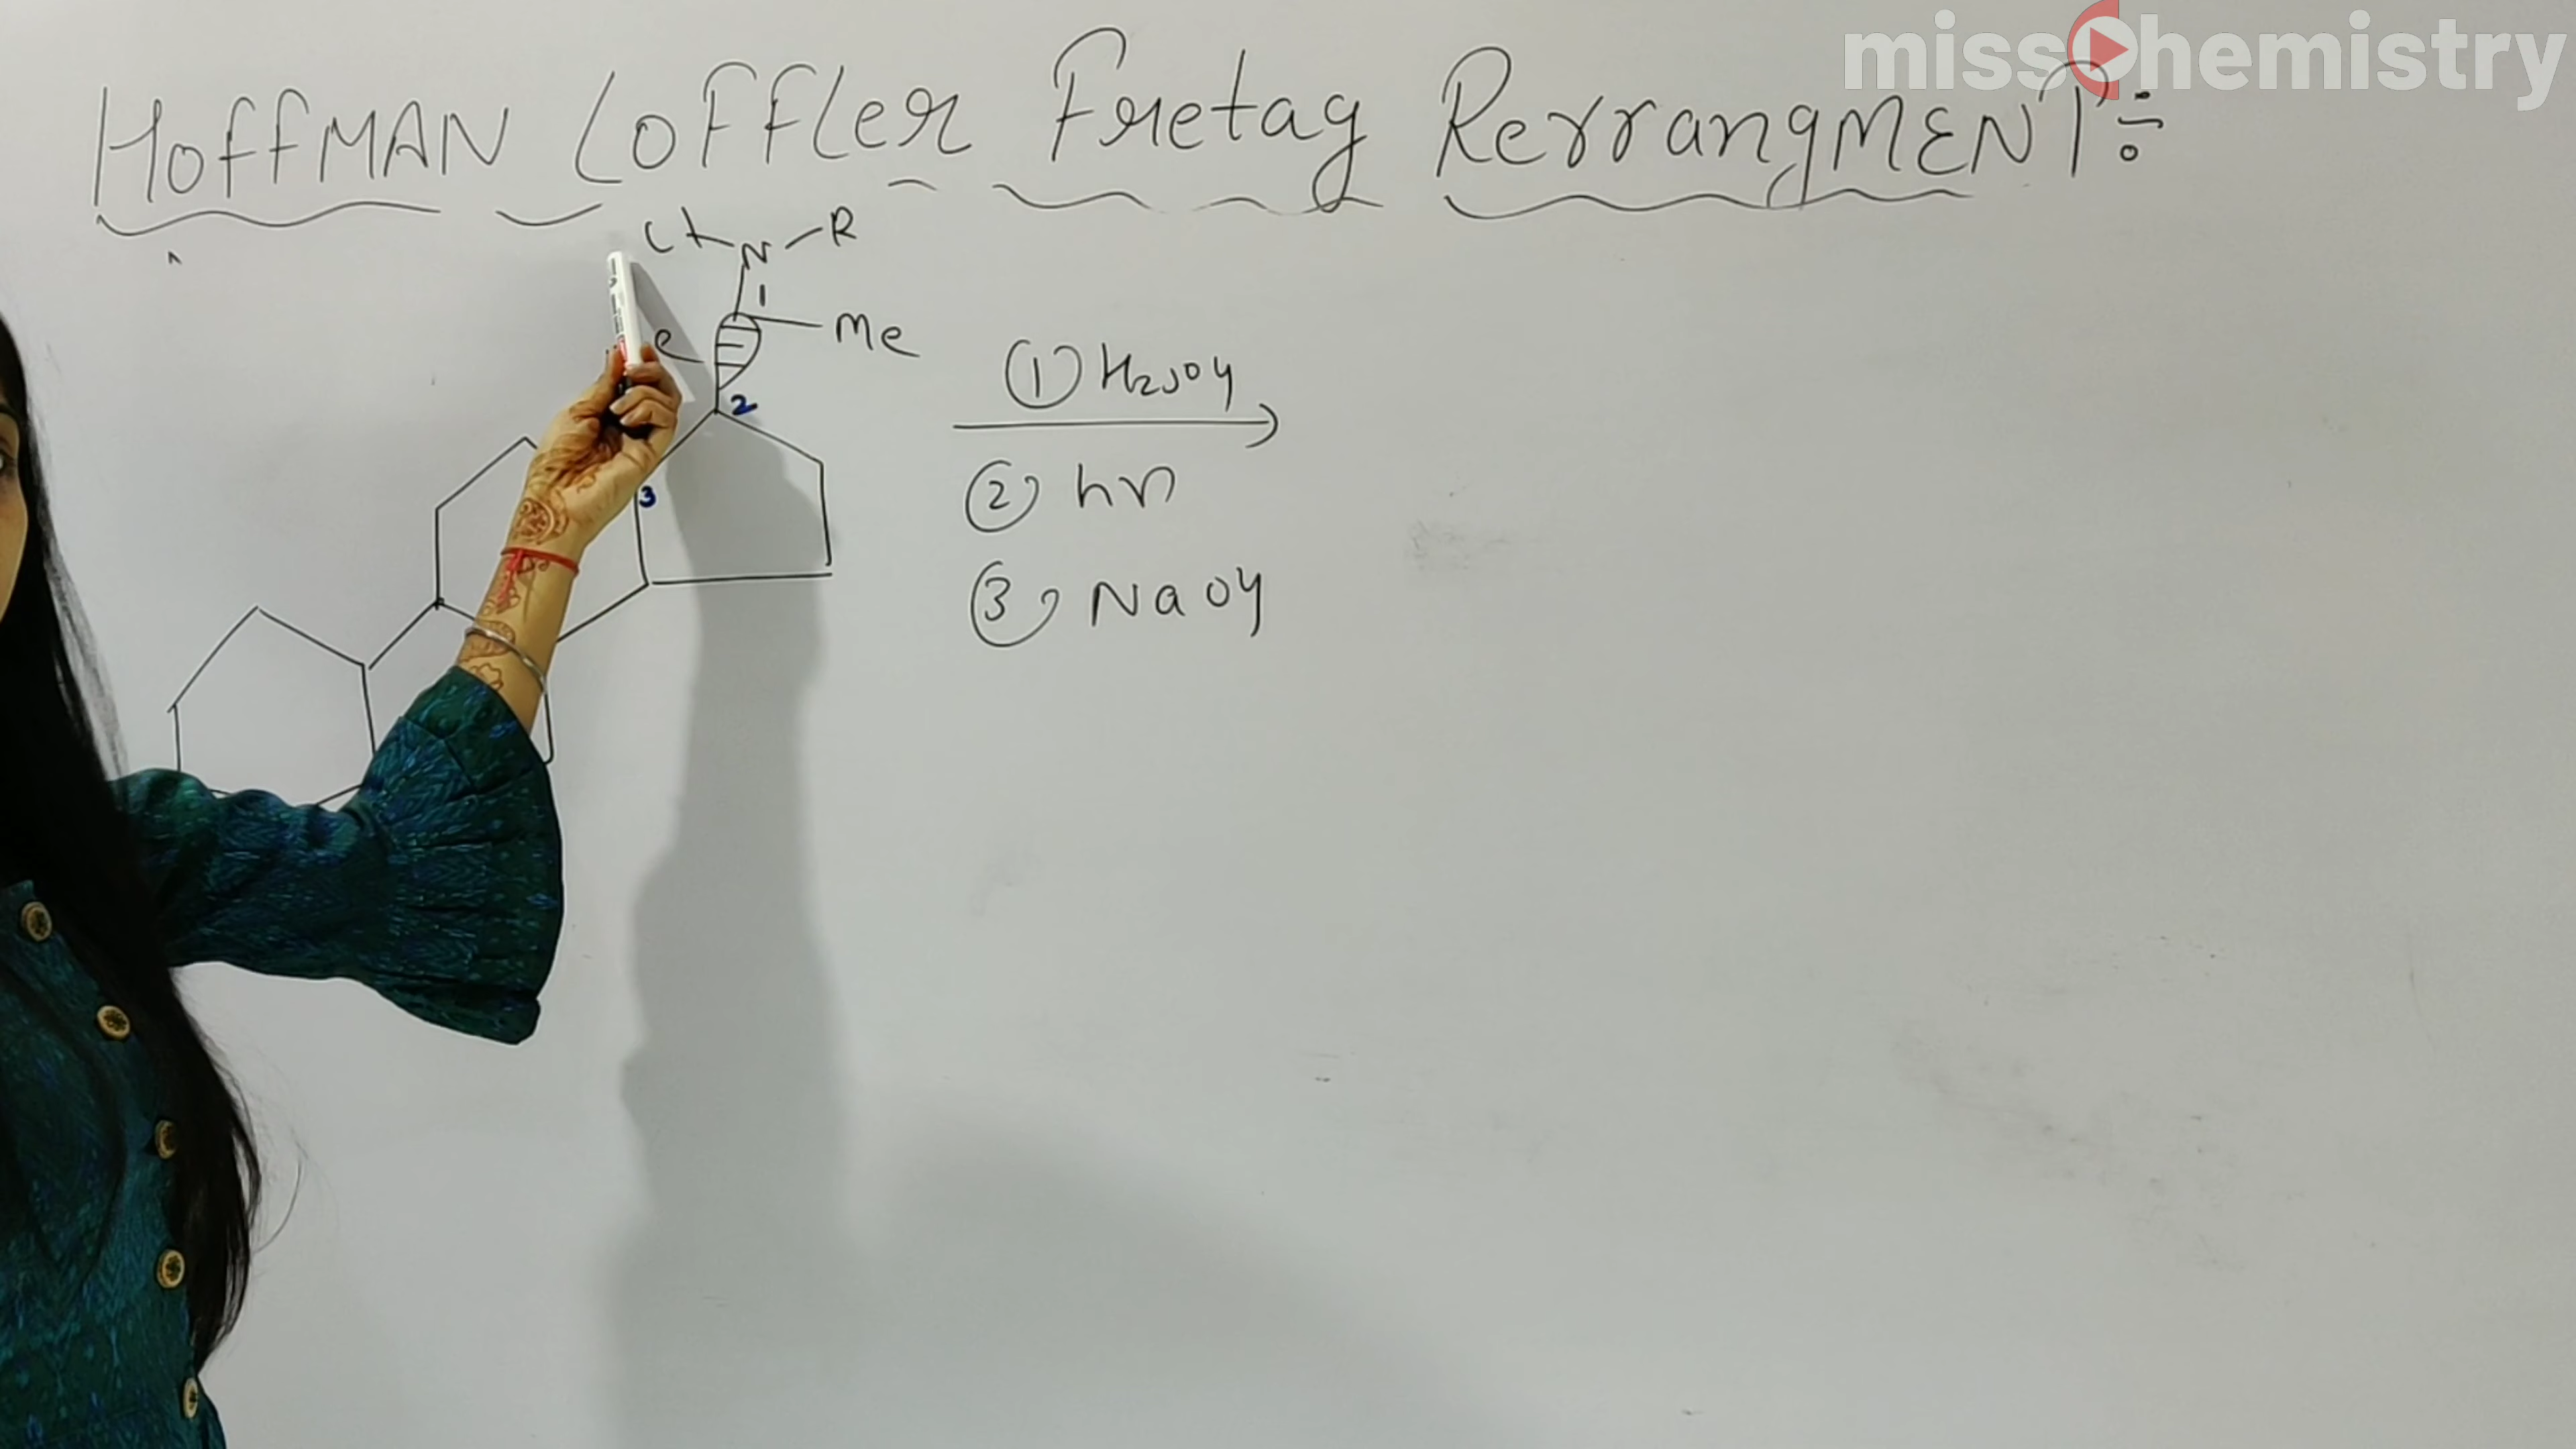 missChemistry
HOFFMAN LOFFLer Fretag RerrangMENT÷
Cl N R
1
Me
e
2
3
① H2SO4
② hν
③ NaOH